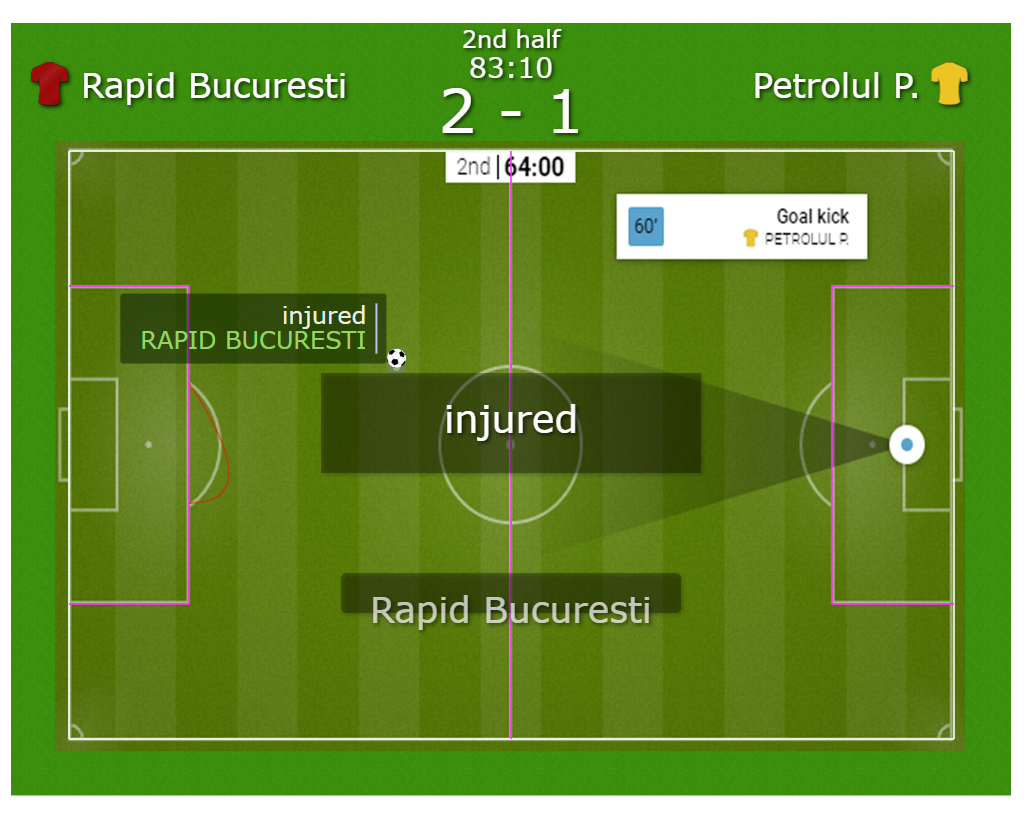 2nd half
83:10
Rapid Bucuresti
2 - 1
Petrolul P.
2nd 64:00
60'
Goal kick
PETROLUL P.
injured
RAPID BUCURESTI
injured
Rapid Bucuresti